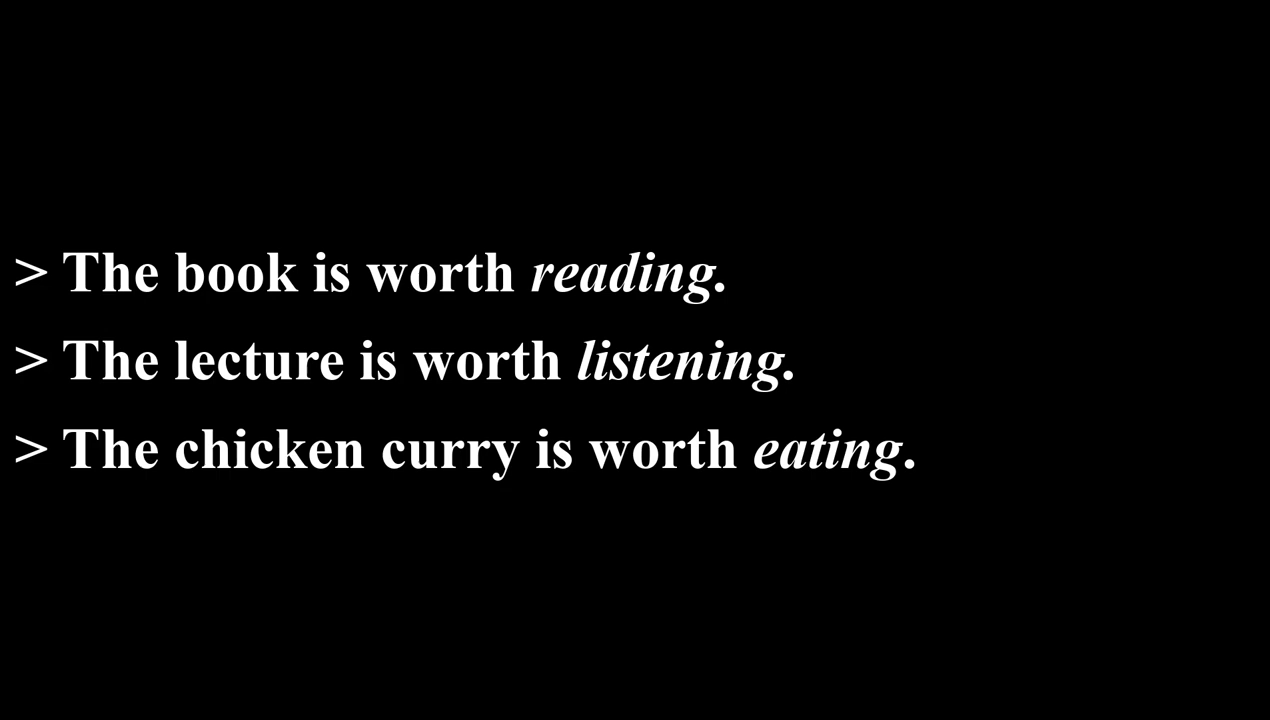 > The book is worth reading.
> The lecture is worth listening.
> The chicken curry is worth eating.